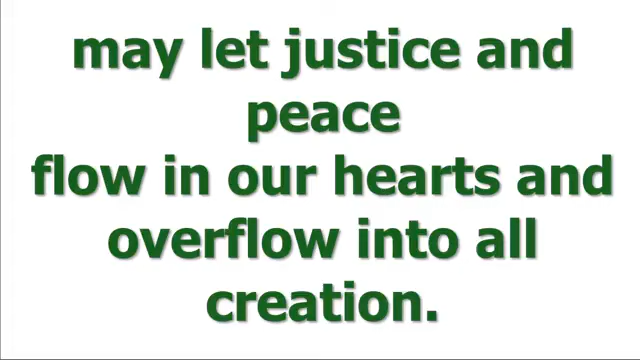 may let justice and
peace
flow in our hearts and
overflow into all
creation.